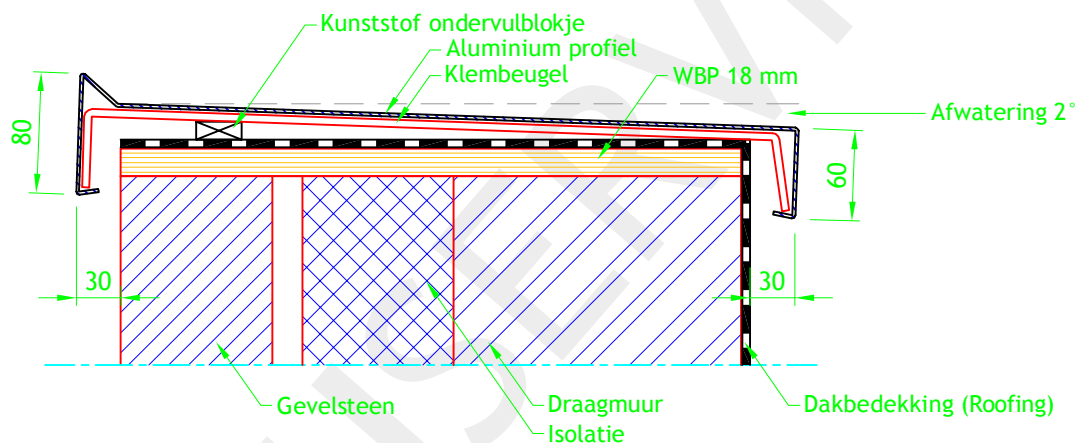 Kunststof ondervulblokje
Aluminium profiel
Klembeugel
WBP 18 mm
Afwatering 2°
80
60
30
30
Gevelsteen
Draagmuur
Isolatie
Dakbedekking (Roofing)